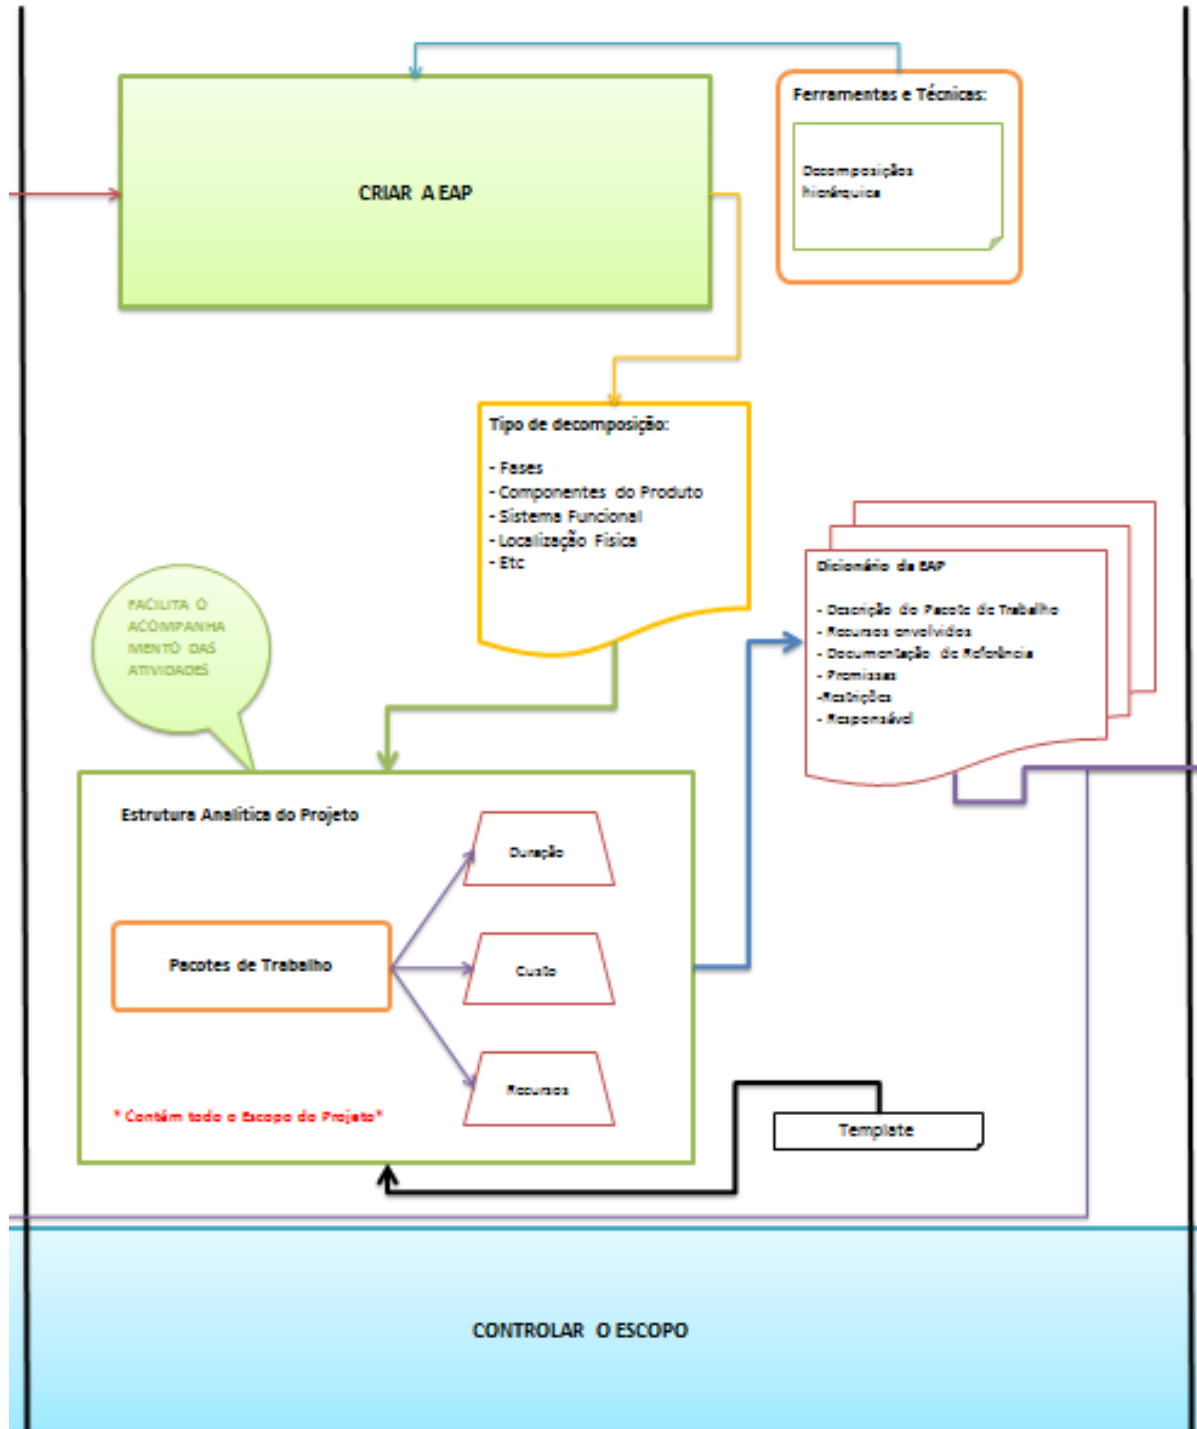 Ferramentas e Técnicas:
Decomposições
hierárquica
CRIAR A EAP
Tipo de decomposição:
- Fases
- Componentes do Produto
- Sistema Funcional
- Localização Fisica
- Etc
Dicionário da EAP
- Descrição do Pacote de Trabalho
- Recursos envolvidos
- Documentação de Referência
- Premissas
-Restrições
- Responsável
FACILITA O
ACOMPANHA
MENTO DAS
ATIVIDADES
Estrutura Analítica do Projeto
Duração
Pacotes de Trabalho
Custo
Recursos
* Contém todo o Escopo do Projeto*
Template
CONTROLAR O ESCOPO